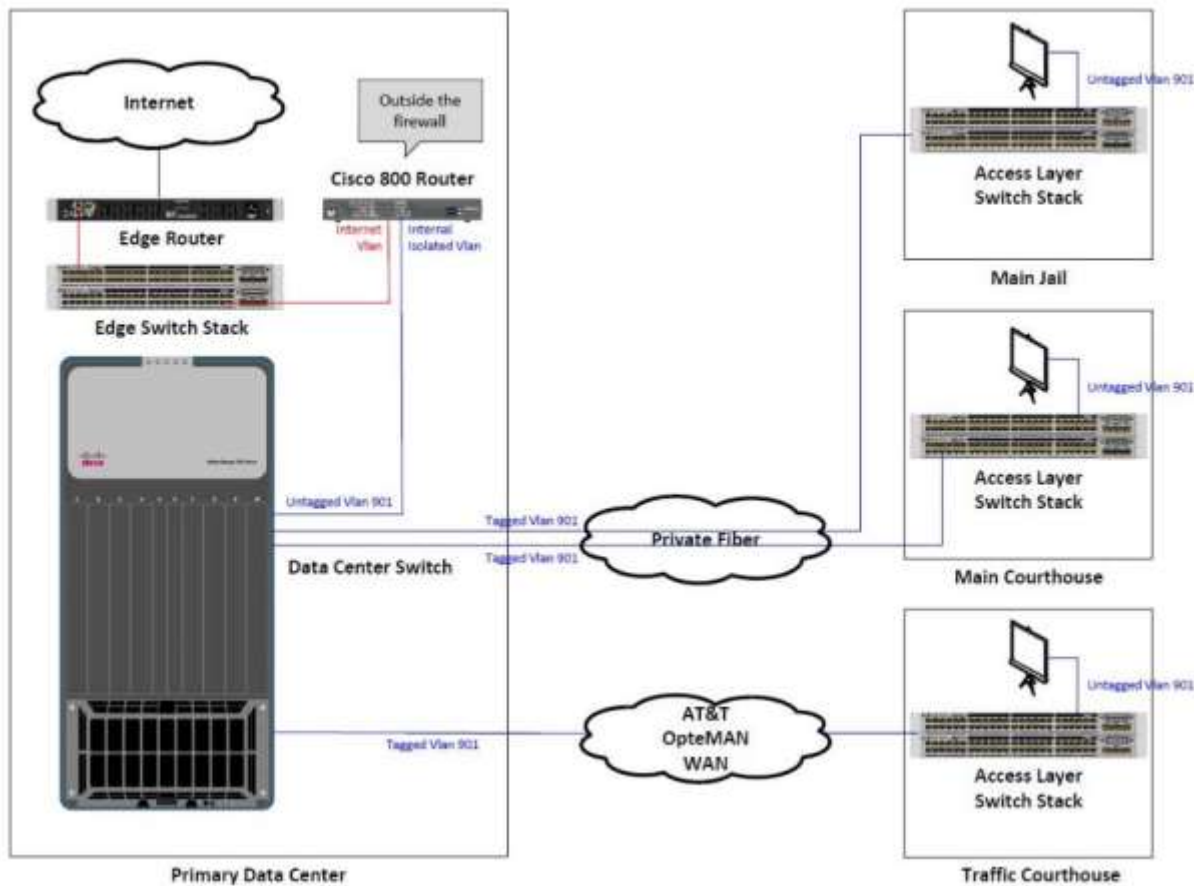 Internet
Outside the
firewall
Cisco 800 Router
Edge Router
Internet
Vlan
Internal
Isolated Vlan
Edge Switch Stack
Untagged Vlan 901
Tagged Vlan 901
Tagged Vlan 901
Data Center Switch
Private Fiber
Tagged Vlan 901
AT&T
OpteMAN
WAN
Primary Data Center
Untagged Vlan 901
Access Layer
Switch Stack
Main Jail
Untagged Vlan 901
Access Layer
Switch Stack
Main Courthouse
Untagged Vlan 901
Access Layer
Switch Stack
Traffic Courthouse